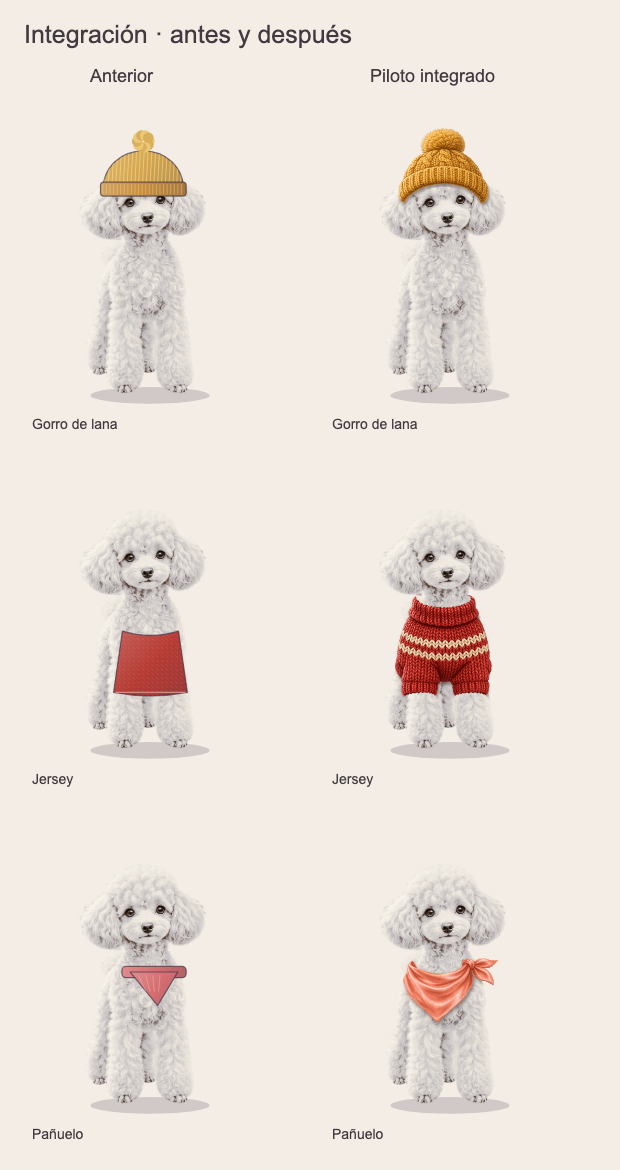 Integración · antes y después
Anterior
Piloto integrado
Gorro de lana
Gorro de lana
Jersey
Jersey
Pañuelo
Pañuelo